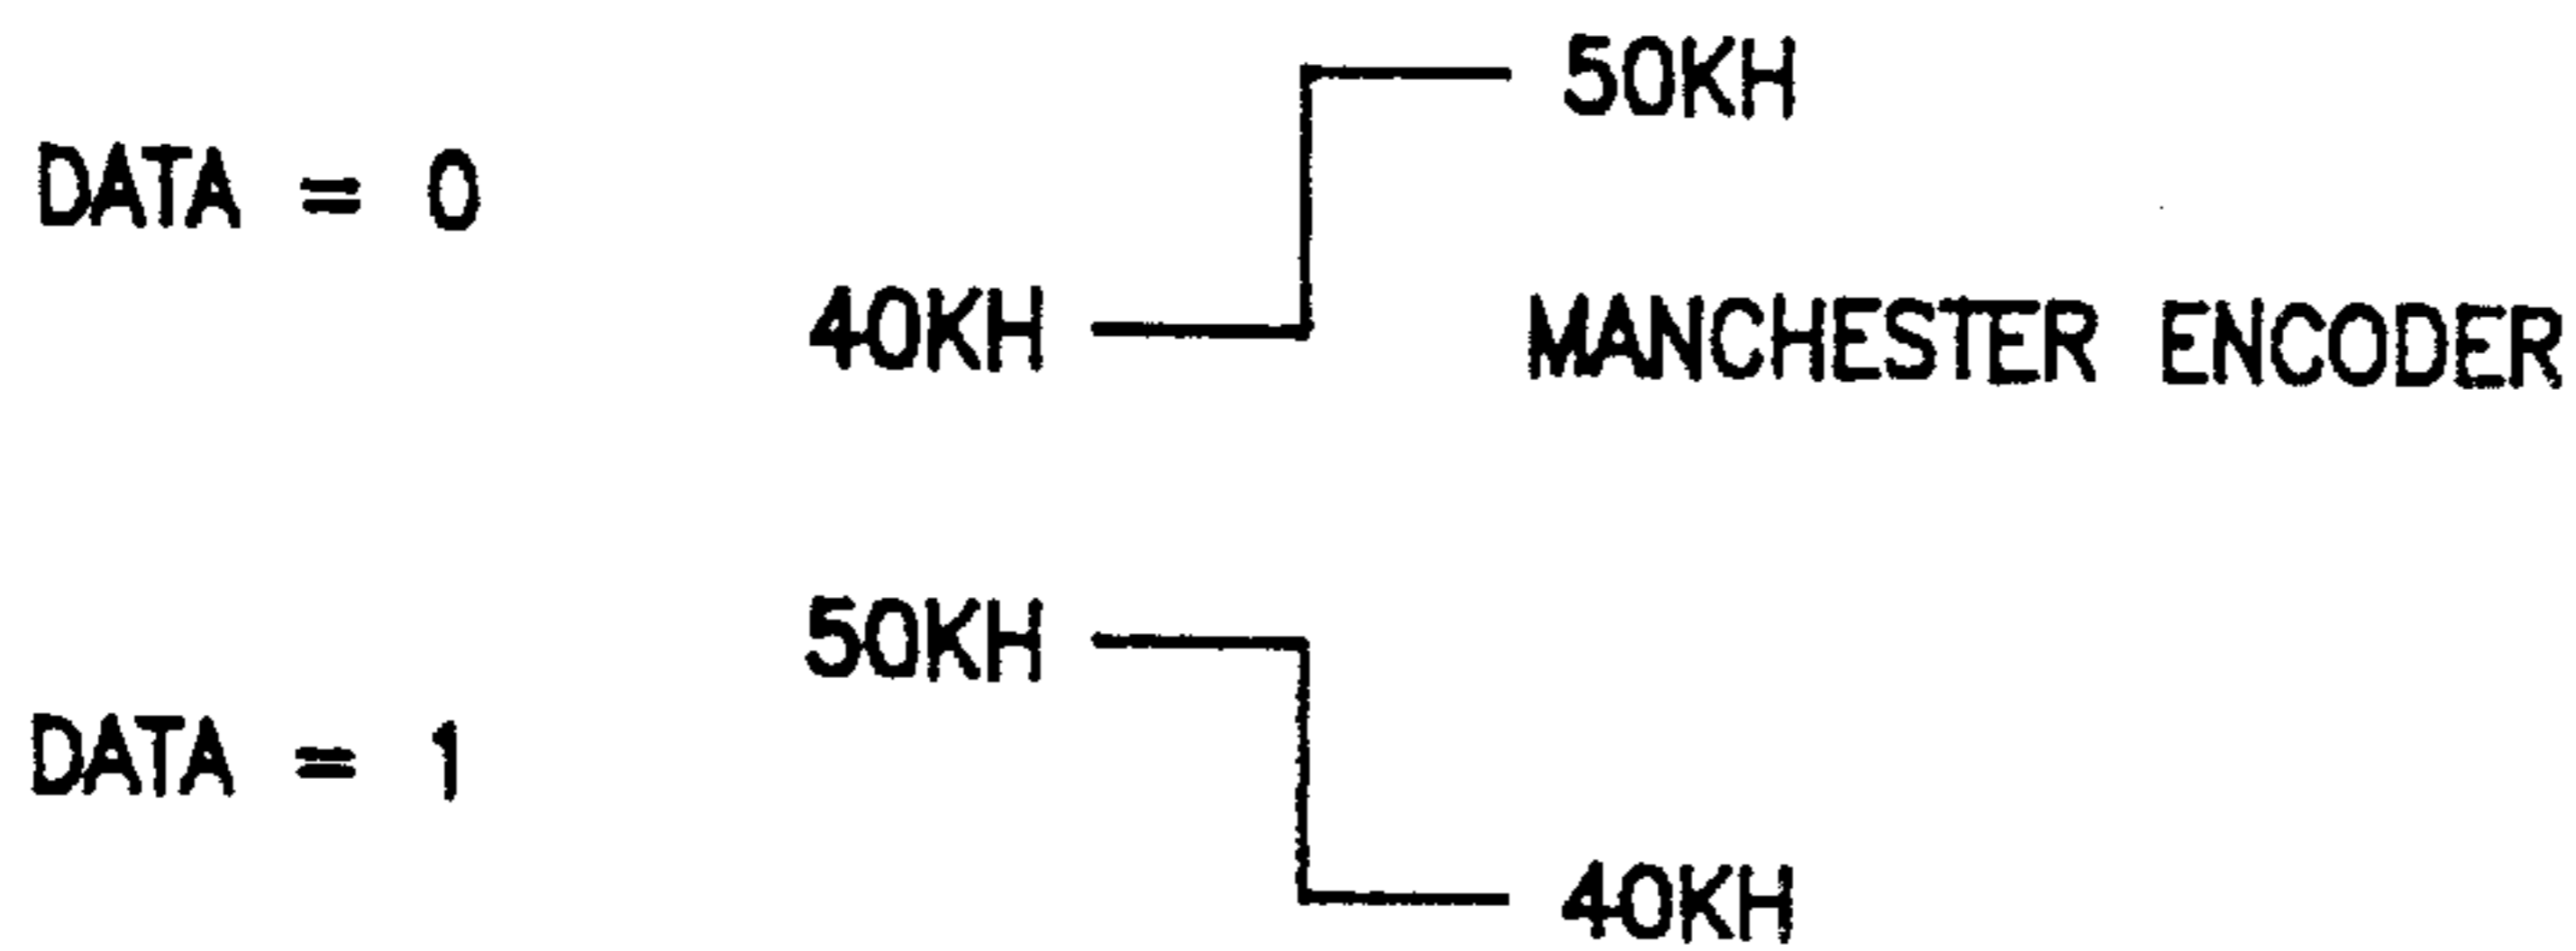 50KH
DATA = 0
40KH
MANCHESTER ENCODER
50KH
DATA = 1
40KH